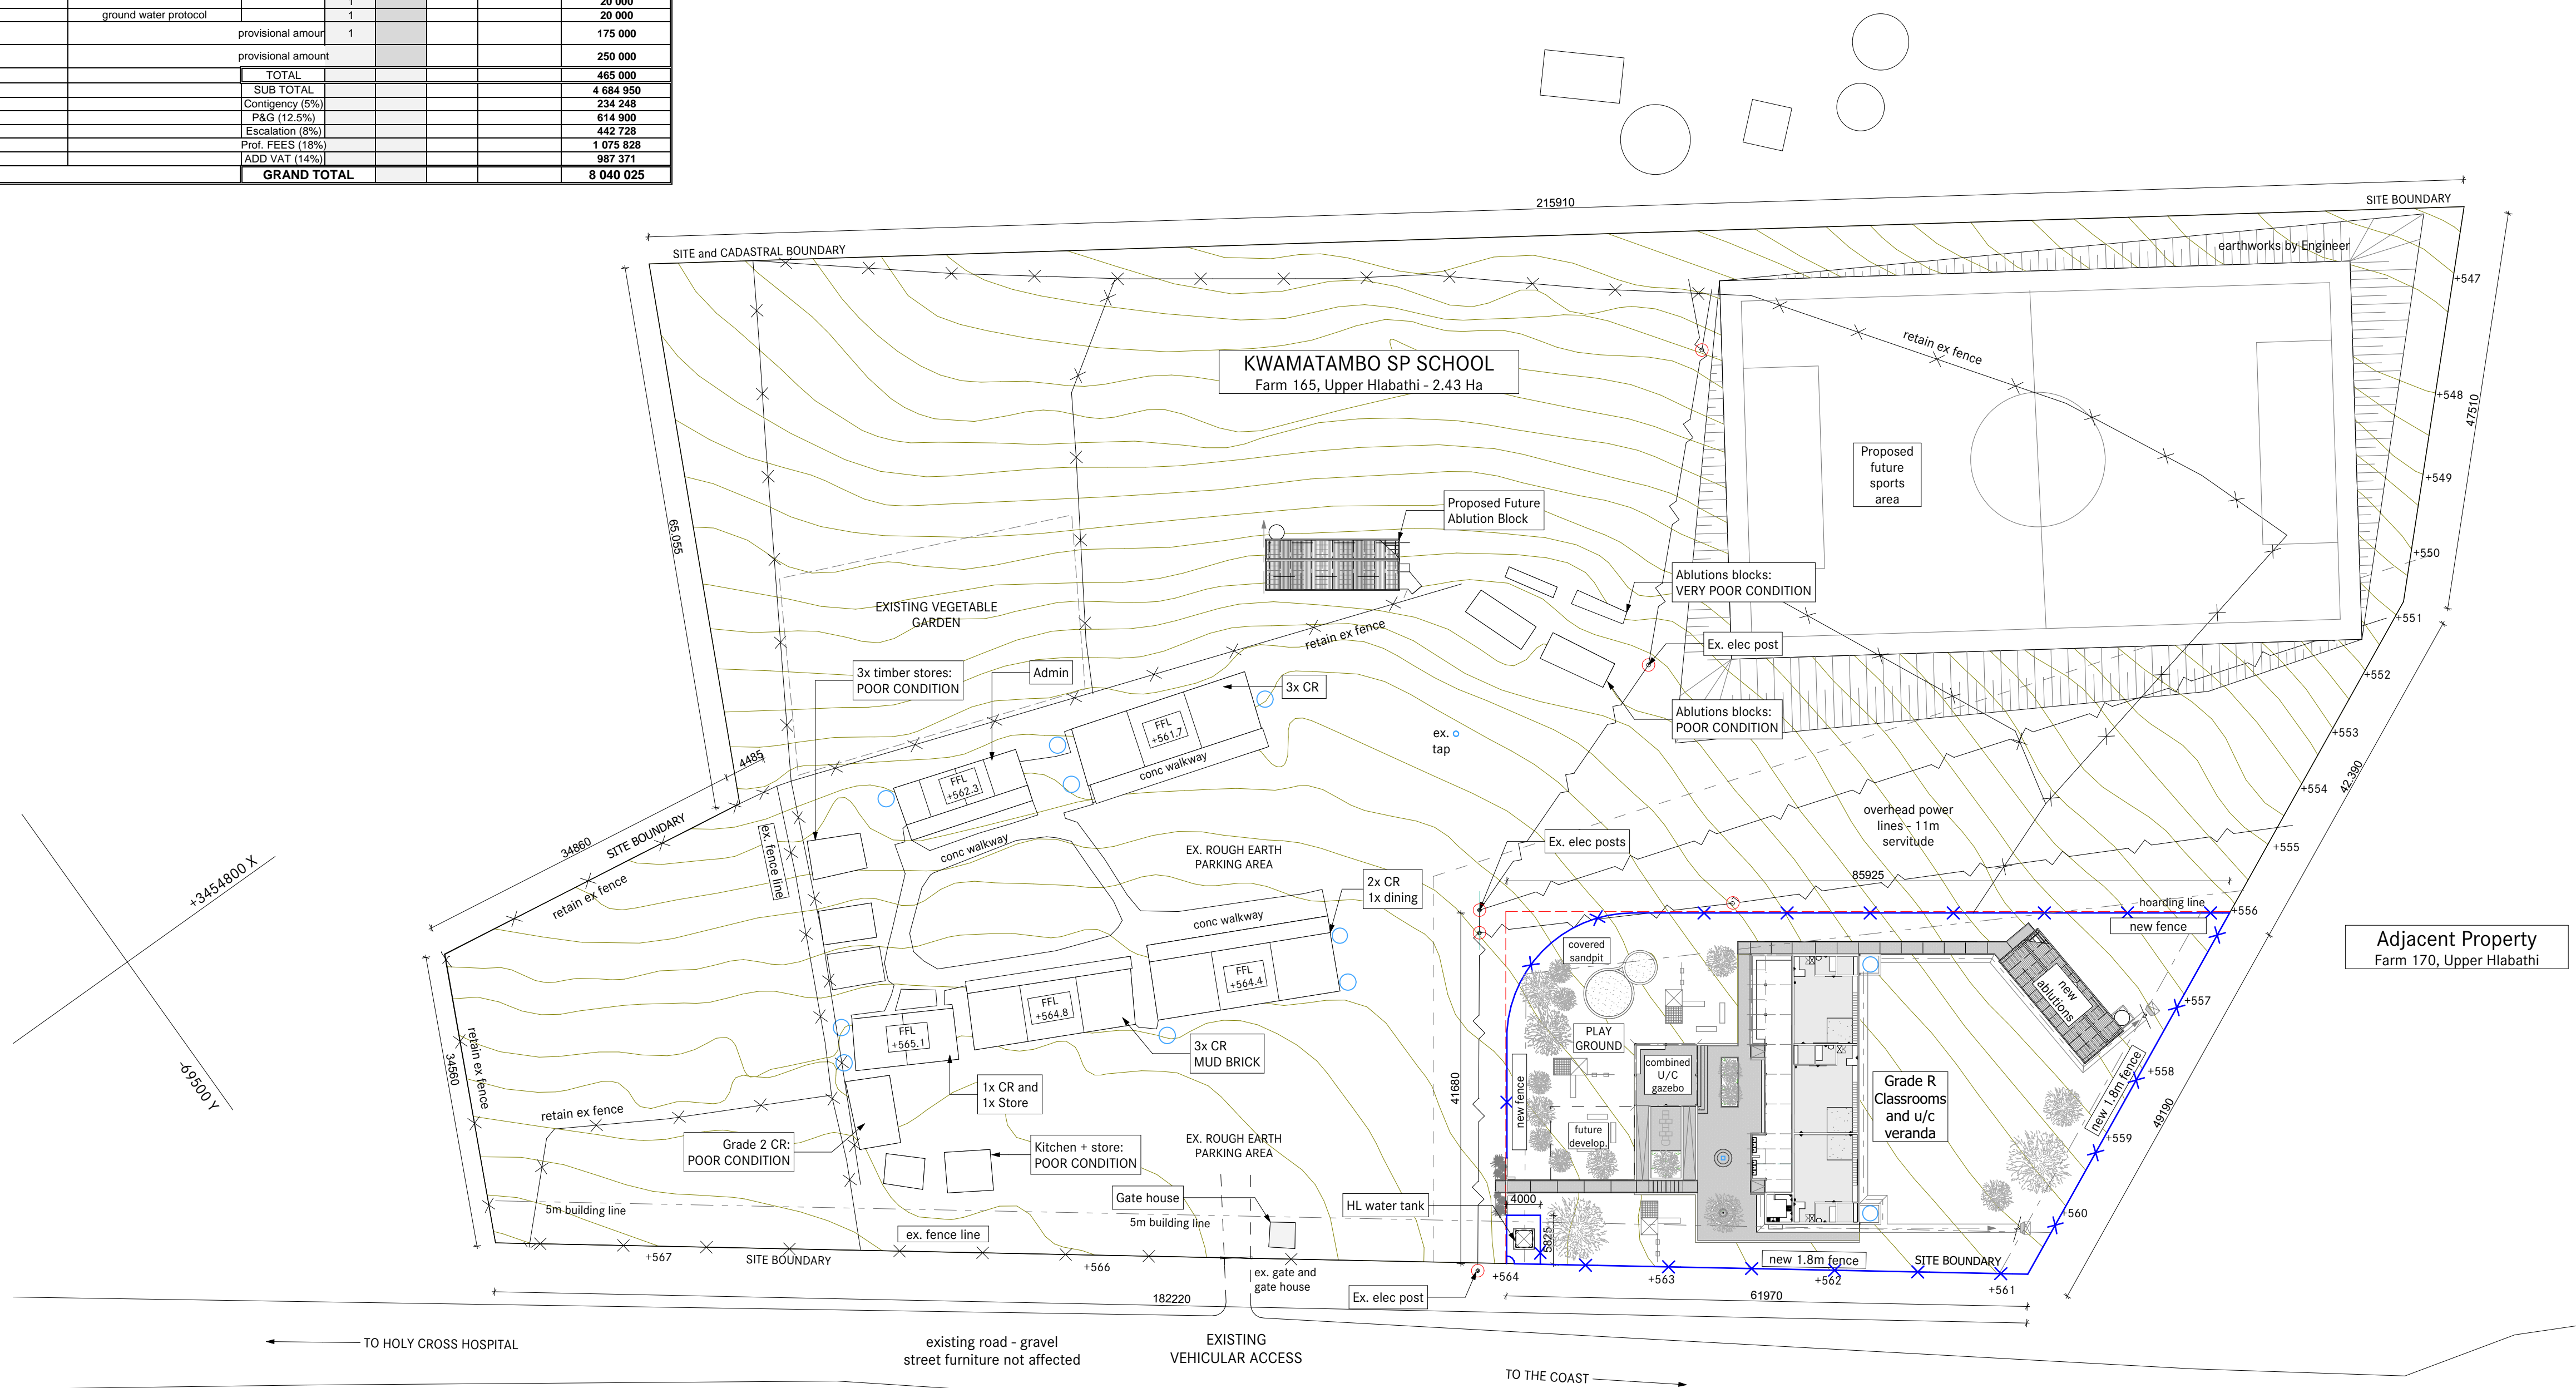 1 20 000
ground water protocol 1 20 000
provisional amour 1 175 000
provisional amount 250 000
TOTAL 465 000
SUB TOTAL 4 684 950
Contigency (5%) 234 248
P&G (12.5%) 614 900
Escalation (8%) 442 728
Prof. FEES (18%) 1 075 828
ADD VAT (14%) 987 371
GRAND TOTAL 8 040 025
215910
SITE BOUNDARY
SITE and CADASTRAL BOUNDARY
earthworks by Engineer
+547
retain ex fence
KWAMATAMBO SP SCHOOL
Farm 165, Upper Hlabathi - 2.43 Ha
+548
47510
Proposed
future
sports
area
+549
Proposed Future
Ablution Block
65.055
+550
Ablutions blocks:
VERY POOR CONDITION
EXISTING VEGETABLE
GARDEN
+551
retain ex fence
Ex. elec post
3x timber stores:
POOR CONDITION
Admin
3x CR
+552
Ablutions blocks:
POOR CONDITION
FFL
+561.7
ex.
tap
+553
conc walkway
4485
FFL
+562.3
42.390
+554
overhead power
lines - 11m
servitude
SITE BOUNDARY
34860
ex. fence line
conc walkway
EX. ROUGH EARTH
PARKING AREA
Ex. elec posts
+555
+3454800 X
85925
2x CR
1x dining
retain ex fence
hoarding line
+556
conc walkway
new fence
Adjacent Property
Farm 170, Upper Hlabathi
covered
sandpit
FFL
+564.4
new
ablutions
FFL
+564.8
+557
FFL
+565.1
PLAY
GROUND
3x CR
MUD BRICK
retain ex fence
34560
combined
U/C
gazebo
+558
new 1.8m fence
-69500 Y
41680
new fence
Grade R
Classrooms
and u/c
veranda
1x CR and
1x Store
49190
retain ex fence
future
develop.
+559
Grade 2 CR:
POOR CONDITION
Kitchen + store:
POOR CONDITION
EX. ROUGH EARTH
PARKING AREA
Gate house
HL water tank
4000
5m building line
5m building line
+560
5825
ex. fence line
+567
SITE BOUNDARY
+566
ex. gate and
gate house
+564
+563
new 1.8m fence
+562
SITE BOUNDARY
+561
Ex. elec post
182220
61970
TO HOLY CROSS HOSPITAL
existing road - gravel
street furniture not affected
EXISTING
VEHICULAR ACCESS
TO THE COAST